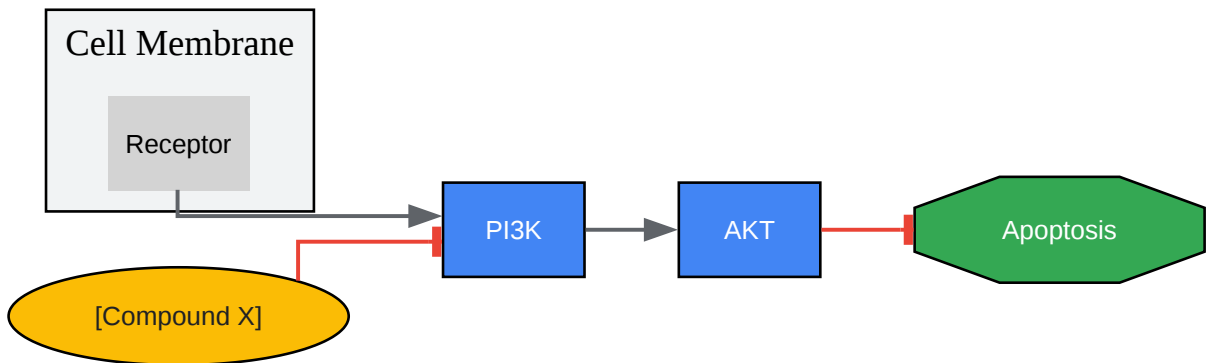 Cell Membrane
Receptor
PI3K
AKT
Apoptosis
[Compound X]